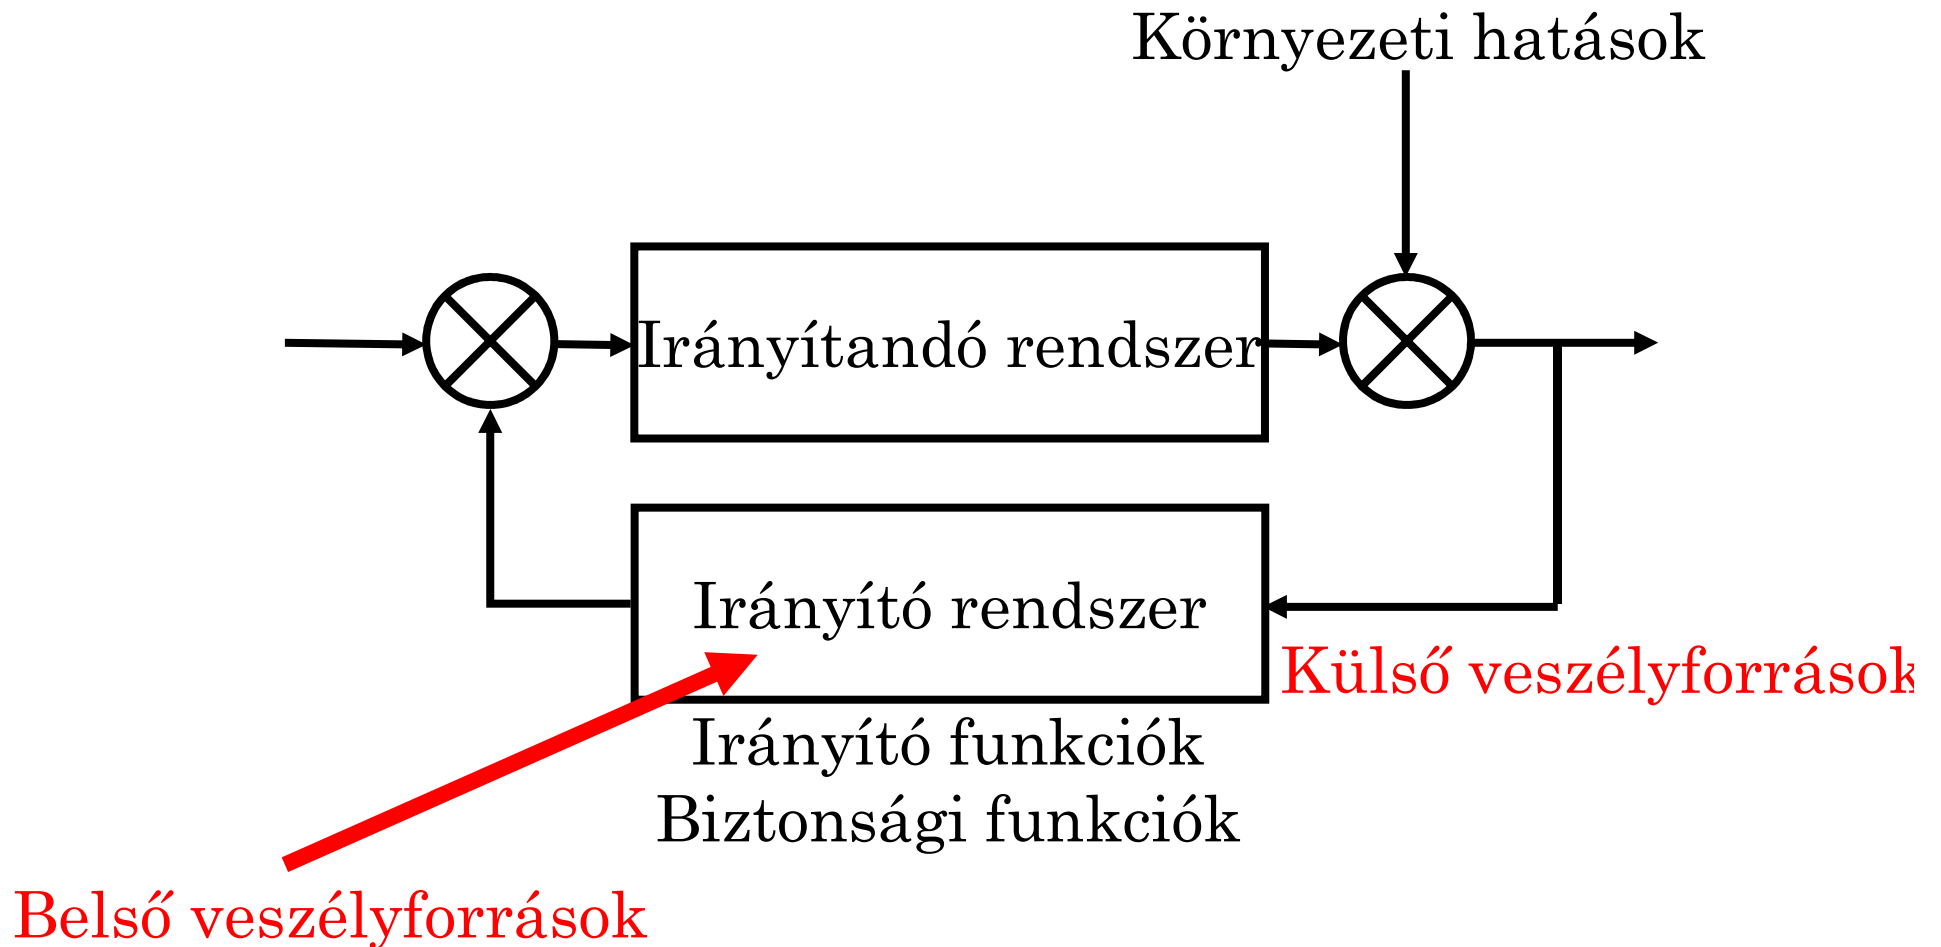 Környezeti hatások
Irányítandó rendszer
Irányító rendszer
Külső veszélyforrások
Irányító funkciók
Biztonsági funkciók
Belső veszélyforrások